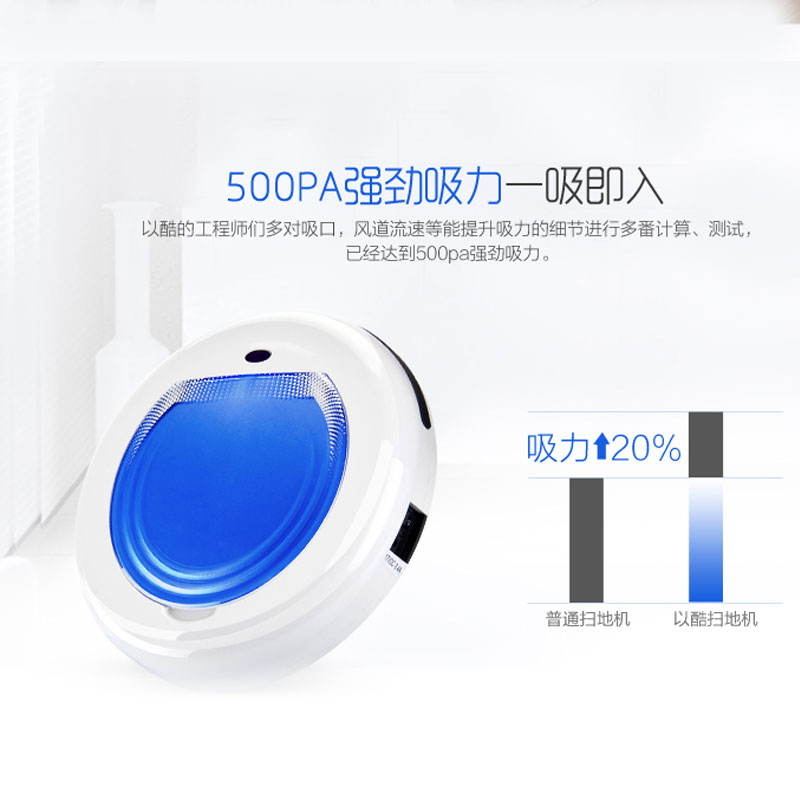 500PA强劲吸力一吸即入
以酷的工程师们多对吸口，风道流速等能提升吸力的细节进行多番计算、测试，
已经达到500pa强劲吸力。
吸力⬆20%
普通扫地机 以酷扫地机